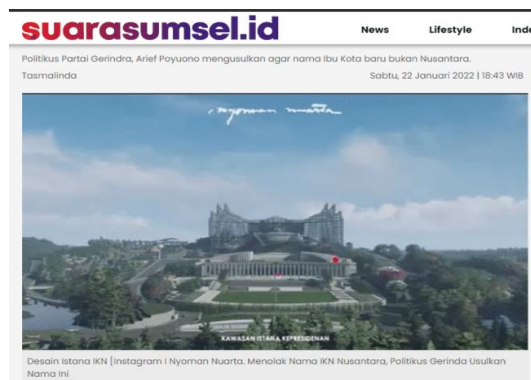 suarasumsel.id
News Lifestyle Inde
Politikus Partai Gerindra, Arief Poyuono mengusulkan agar nama Ibu Kota baru bukan Nusantara.
Tasmalinda Sabtu, 22 Januari 2022 | 18:43 WIB
nyoman nuarta
KAWASAN ISTANA KEPRESIDENAN
Desain Istana IKN [Instagram I Nyoman Nuarta. Menolak Nama IKN Nusantara, Politikus Gerinda Usulkan
Nama Ini